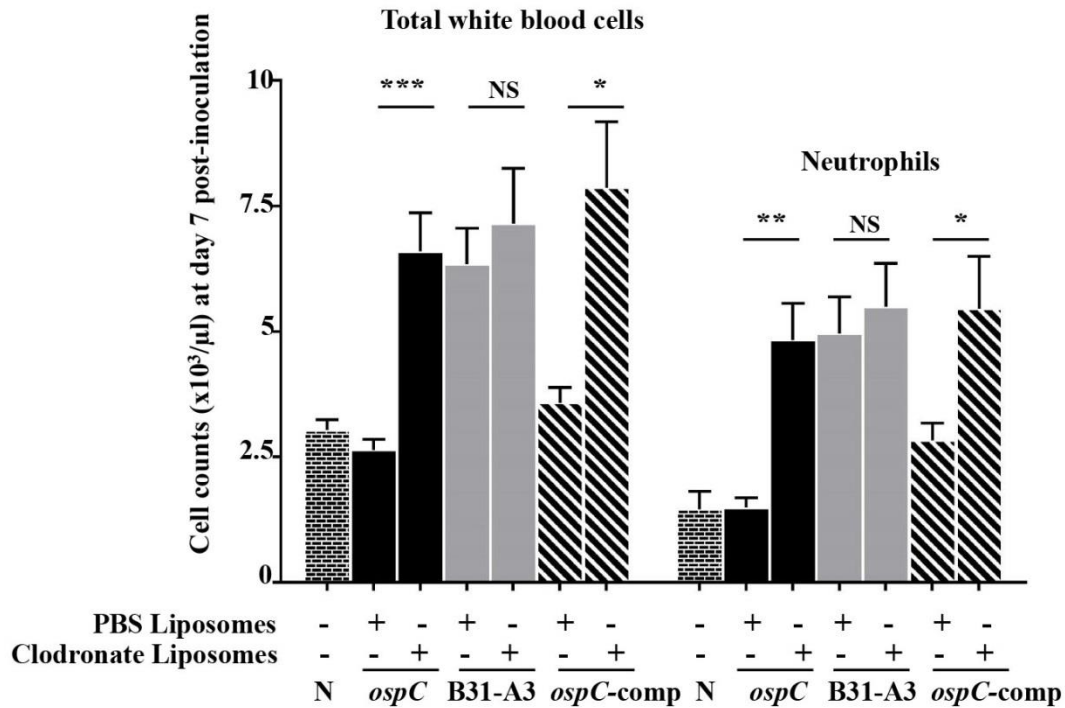 Total white blood cells
Cell counts (x10³/µl) at day 7 post-inoculation
10
7.5
5
2.5
0
*** NS *
Neutrophils
** NS *
PBS Liposomes - + - + - + - - + - + - + -
Clodronate Liposomes - - + - + - + - - + - + - +
N ospC B31-A3 ospC-comp N ospC B31-A3 ospC-comp